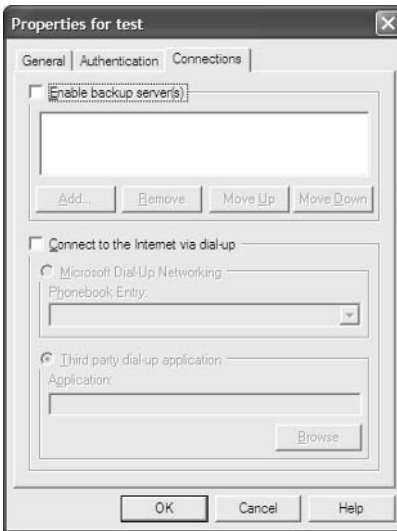 Properties for test
General Authentication Connections
Enable backup server(s)
Add... Remove Move Up Move Down
Connect to the Internet via dial-up
Microsoft Dial-Up Networking
Phonebook Entry:
Third party dial-up application
Application:
Browse
OK Cancel Help